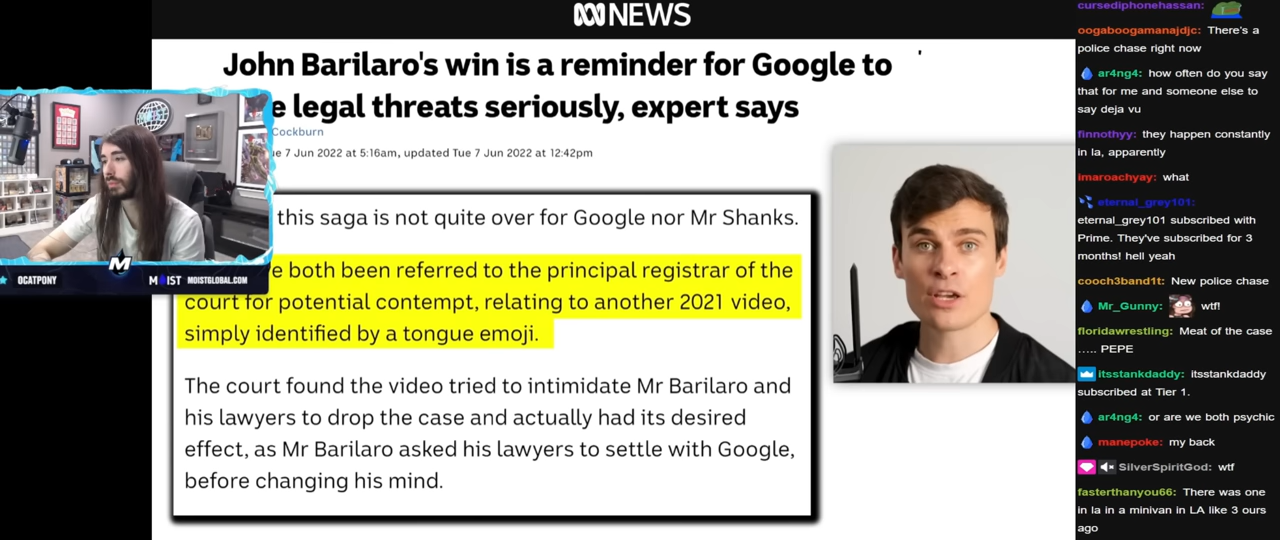 NEWS
John Barilaro's win is a reminder for Google to
legal threats seriously, expert says
Cockburn
7 Jun 2022 at 5:16am, updated Tue 7 Jun 2022 at 12:42pm
this saga is not quite over for Google nor Mr Shanks.
both been referred to the principal registrar of the
court for potential contempt, relating to another 2021 video,
simply identified by a tongue emoji.
The court found the video tried to intimidate Mr Barilaro and
his lawyers to drop the case and actually had its desired
effect, as Mr Barilaro asked his lawyers to settle with Google,
before changing his mind.
M
OCATPONY
MOIST MOISTGLOBAL.COM
cursediphonehassan:
oogaboogamanajdjc: There's a
police chase right now
ar4ng4: how often do you say
that for me and someone else to
say deja vu
finnothyy: they happen constantly
in la, apparently
imaroachyay: what
eternal_grey101:
eternal_grey101 subscribed with
Prime. They've subscribed for 3
months! hell yeah
cooch3band1t: New police chase
Mr_Gunny: wtf!
floridawrestling: Meat of the case
..... PEPE
itsstankdaddy: itsstankdaddy
subscribed at Tier 1.
ar4ng4: or are we both psychic
manepoke: my back
SilverSpiritGod: wtf
fasterthanyou66: There was one
in la in a minivan in LA like 3 ours
ago